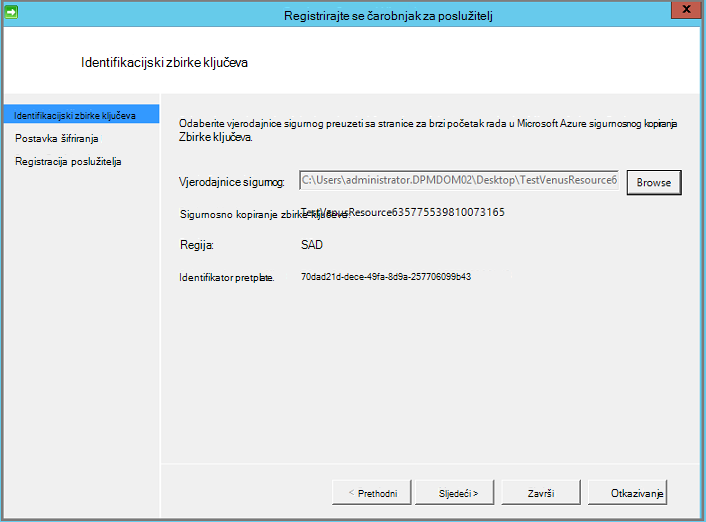 Registrirajte se čarobnjak za poslužitelj
x
Identifikacijski zbirke ključeva
Identifikacijski zbirke ključeva
Postavka šifriranja
Registracija poslužitelja
Odaberite vjerodajnice sigurnog preuzeti sa stranice za brzi početak rada u Microsoft Azure sigurnosnog kopiranja
Zbirke ključeva.
Vjerodajnice sigurnog: C:\Users\administrator.DPMDOM02\Desktop\TestVenusResource6 Browse
Sigurnosno kopiranje zbirke ključeva: TestVenusResource635775539810073165
Regija: SAD
Identifikator pretplate. 70dad21d-dece-49fa-8d9a-257706099b43
< Prethodni Sljedeći > Završi Otkazivanje